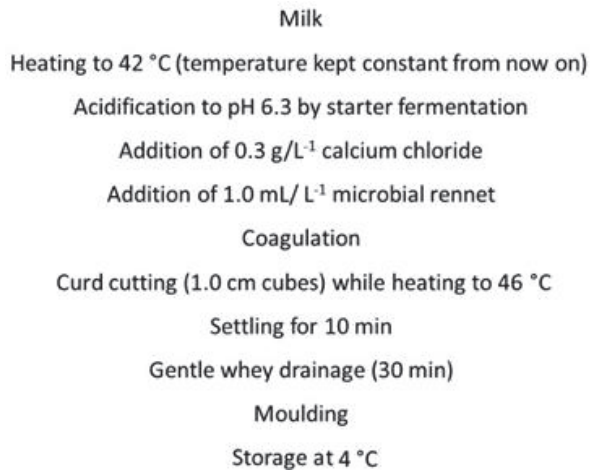 Milk
Heating to 42 °C (temperature kept constant from now on)
Acidification to pH 6.3 by starter fermentation
Addition of 0.3 g/L⁻¹ calcium chloride
Addition of 1.0 mL/ L⁻¹ microbial rennet
Coagulation
Curd cutting (1.0 cm cubes) while heating to 46 °C
Settling for 10 min
Gentle whey drainage (30 min)
Moulding
Storage at 4 °C